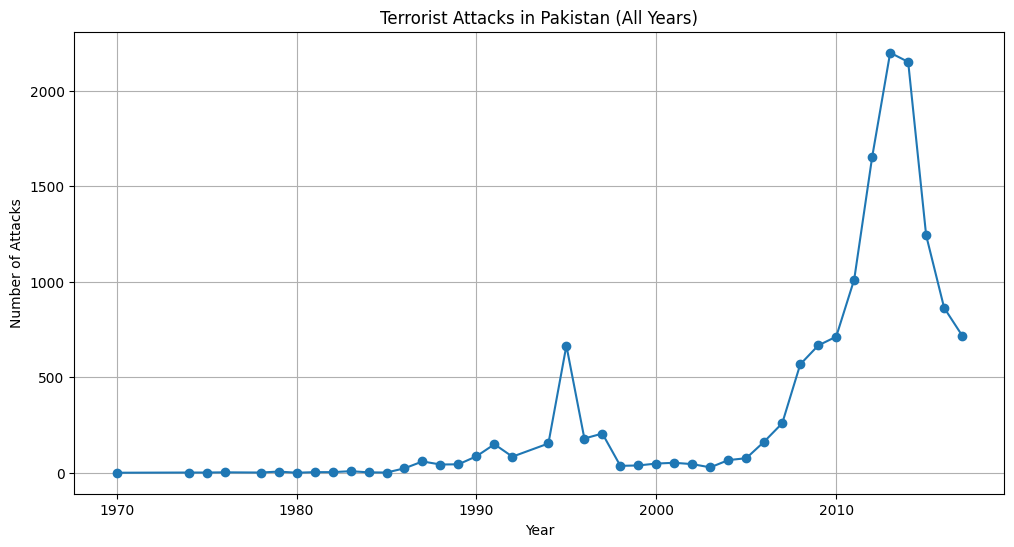 Terrorist Attacks in Pakistan (All Years)
Number of Attacks
2000
1500
1000
500
0
1970 1980 1990 2000 2010
Year